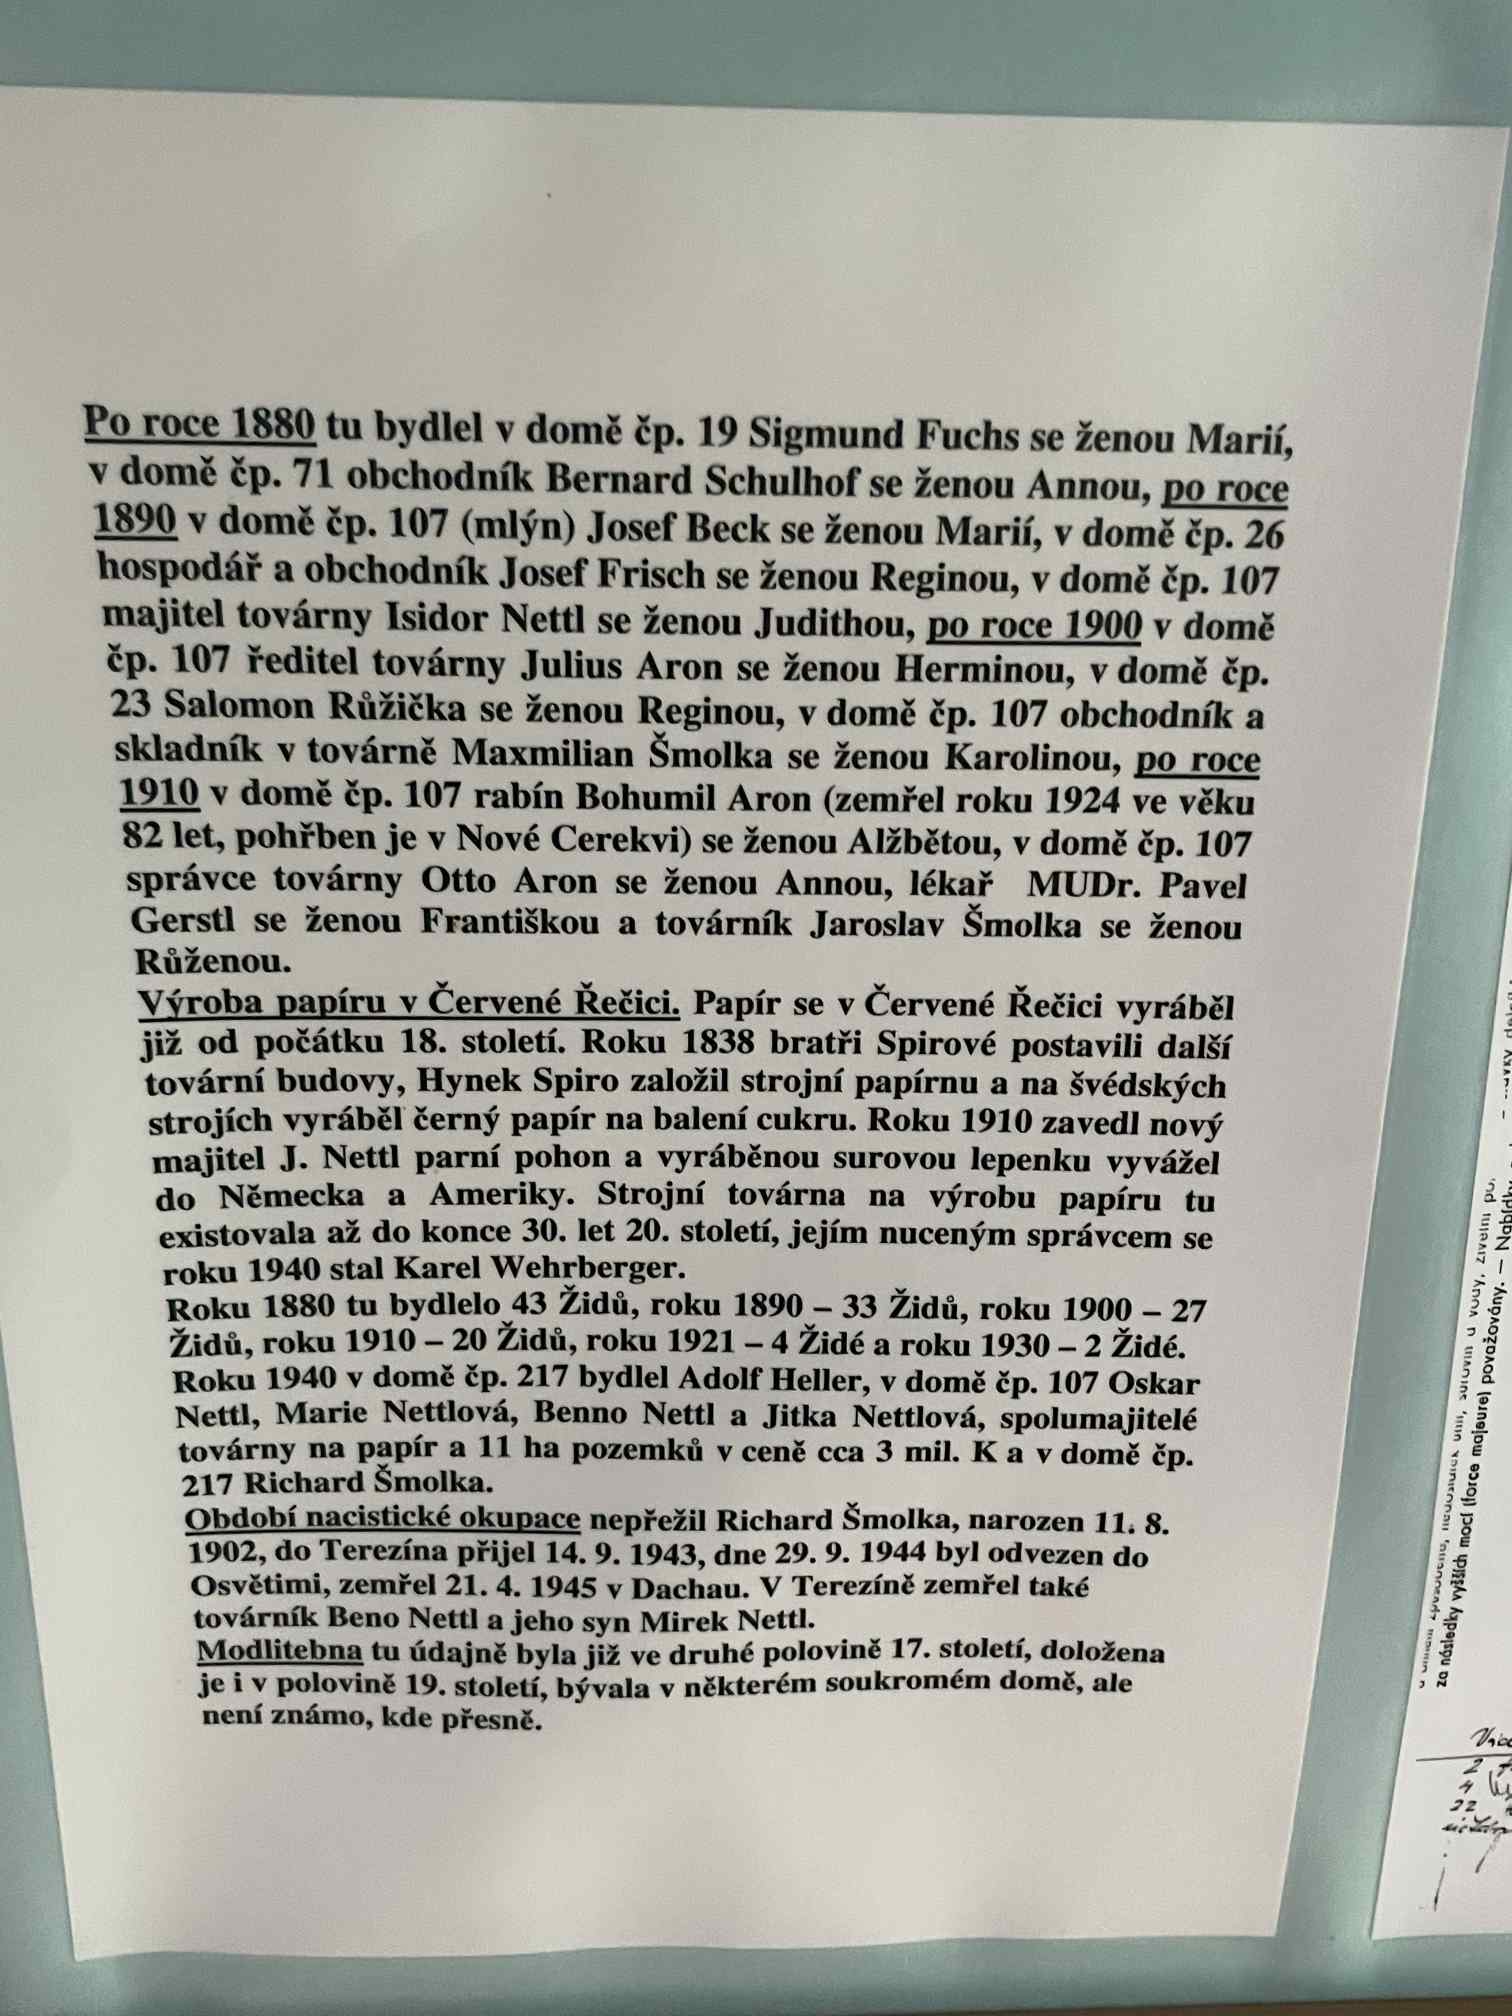 Po roce 1880 tu bydlel v domě čp. 19 Sigmund Fuchs se ženou Marií,
v domě čp. 71 obchodník Bernard Schulhof se ženou Annou, po roce
1890 v domě čp. 107 (mlýn) Josef Beck se ženou Marií, v domě čp. 26
hospodář a obchodník Josef Frisch se ženou Reginou, v domě čp. 107
majitel továrny Isidor Nettl se ženou Judithou, po roce 1900 v domě
čp. 107 ředitel továrny Julius Aron se ženou Herminou, v domě čp.
23 Salomon Růžička se ženou Reginou, v domě čp. 107 obchodník a
skladník v továrně Maxmilian Šmolka se ženou Karolinou, po roce
1910 v domě čp. 107 rabín Bohumil Aron (zemřel roku 1924 ve věku
82 let, pohřben je v Nové Cerekvi) se ženou Alžbětou, v domě čp. 107
správce továrny Otto Aron se ženou Annou, lékař MUDr. Pavel
Gerstl se ženou Františkou a továrník Jaroslav Šmolka se ženou
Růženou.
Výroba papíru v Červené Řečici. Papír se v Červené Řečici vyráběl
již od počátku 18. století. Roku 1838 bratři Spirové postavili další
tovární budovy, Hynek Spiro založil strojní papírnu a na švédských
strojích vyráběl černý papír na balení cukru. Roku 1910 zavedl nový
majitel J. Nettl parní pohon a vyráběnou surovou lepenku vyvážel
do Německa a Ameriky. Strojní továrna na výrobu papíru tu
existovala až do konce 30. let 20. století, jejím nuceným správcem se
roku 1940 stal Karel Wehrberger.
Roku 1880 tu bydlelo 43 Židů, roku 1890 – 33 Židů, roku 1900 – 27
Židů, roku 1910 – 20 Židů, roku 1921 – 4 Židé a roku 1930 – 2 Židé.
Roku 1940 v domě čp. 217 bydlel Adolf Heller, v domě čp. 107 Oskar
Nettl, Marie Nettlová, Benno Nettl a Jitka Nettlová, spolumajitelé
továrny na papír a 11 ha pozemků v ceně cca 3 mil. K a v domě čp.
217 Richard Šmolka.
Období nacistické okupace nepřežil Richard Šmolka, narozen 11. 8.
1902, do Terezína přijel 14. 9. 1943, dne 29. 9. 1944 byl odvezen do
Osvětimi, zemřel 21. 4. 1945 v Dachau. V Terezíně zemřel také
továrník Beno Nettl a jeho syn Mirek Nettl.
Modlitebna tu údajně byla již ve druhé polovině 17. století, doložena
je i v polovině 19. století, bývala v některém soukromém domě, ale
není známo, kde přesně.
za následky vyšších mocí (force majeure) považovány. —
2
4
22